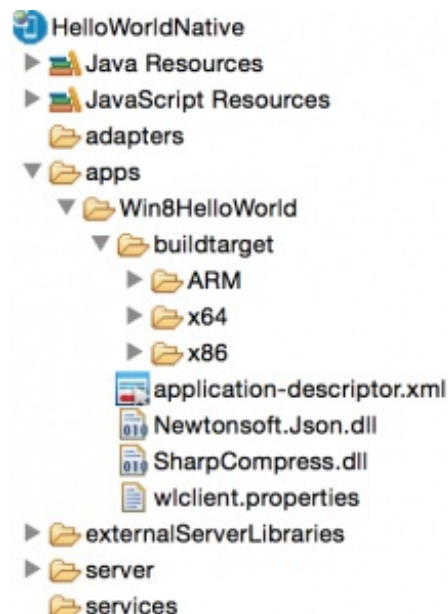 HelloWorldNative
Java Resources
JavaScript Resources
adapters
apps
Win8HelloWorld
buildtarget
ARM
x64
x86
application-descriptor.xml
Newtonsoft.Json.dll
SharpCompress.dll
wlclient.properties
externalServerLibraries
server
services